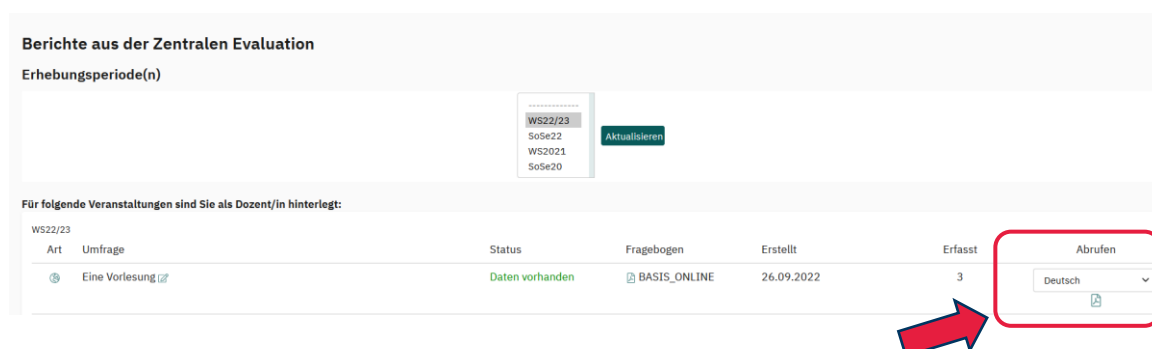 Berichte aus der Zentralen Evaluation
Erhebungsperiode(n)
-------------
WS22/23
SoSe22
WS2021
SoSe20
Aktualisieren
Für folgende Veranstaltungen sind Sie als Dozent/in hinterlegt:
WS22/23
Art Umfrage Status Fragebogen Erstellt Erfasst Abrufen
Eine Vorlesung Daten vorhanden BASIS_ONLINE 26.09.2022 3 Deutsch